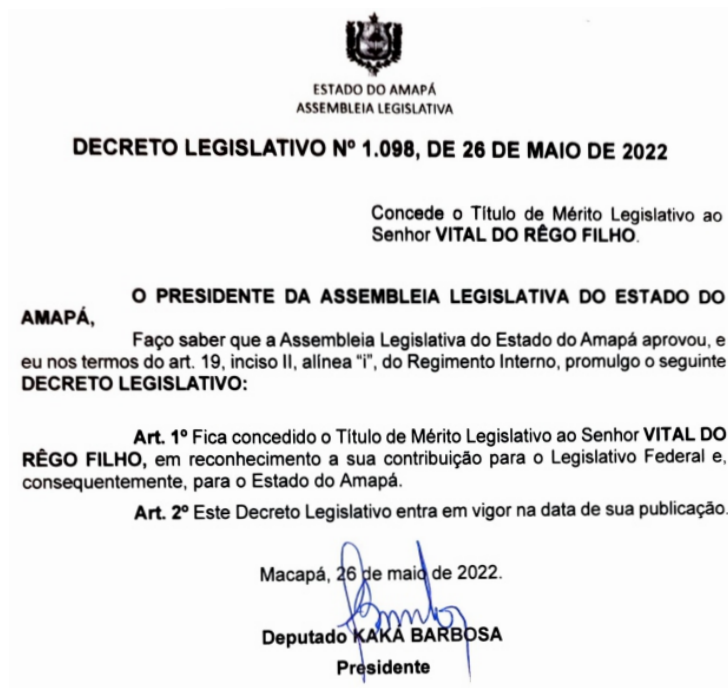 ESTADO DO AMAPÁ
ASSEMBLEIA LEGISLATIVA
DECRETO LEGISLATIVO Nº 1.098, DE 26 DE MAIO DE 2022
Concede o Título de Mérito Legislativo ao
Senhor VITAL DO RÊGO FILHO.
O PRESIDENTE DA ASSEMBLEIA LEGISLATIVA DO ESTADO DO
AMAPÁ,
Faço saber que a Assembleia Legislativa do Estado do Amapá aprovou, e
eu nos termos do art. 19, inciso II, alínea “i”, do Regimento Interno, promulgo o seguinte
DECRETO LEGISLATIVO:
Art. 1º Fica concedido o Título de Mérito Legislativo ao Senhor VITAL DO
RÊGO FILHO, em reconhecimento a sua contribuição para o Legislativo Federal e,
consequentemente, para o Estado do Amapá.
Art. 2º Este Decreto Legislativo entra em vigor na data de sua publicação.
Macapá, 26 de maio de 2022.
Deputado KAKÁ BARBOSA
Presidente